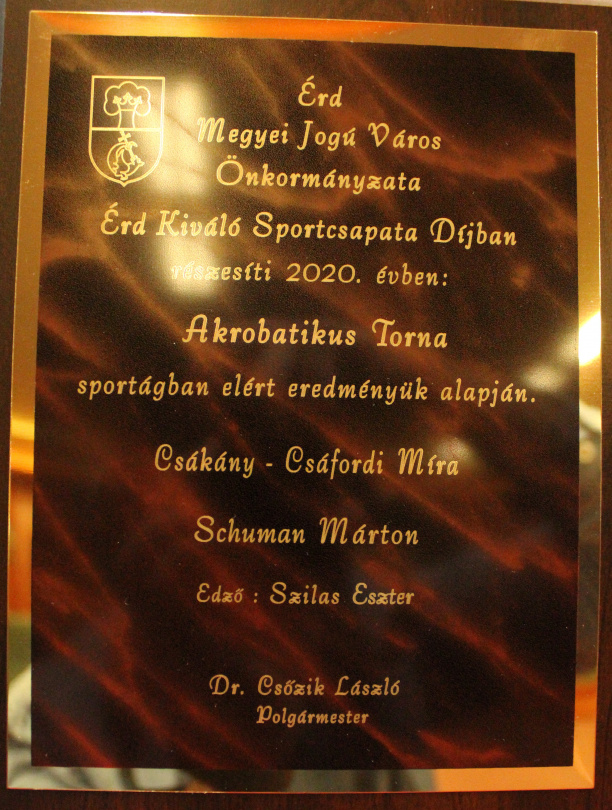 Érd
Megyei Jogú Város
Önkormányzata
Érd Kiváló Sportcsapata Díjban
részesíti 2020. évben:
Akrobatikus Torna
sportágban elért eredményük alapján.
Csákány - Csáfordi Míra
Schuman Márton
Edző : Szilas Eszter
Dr. Csőzik László
Polgármester